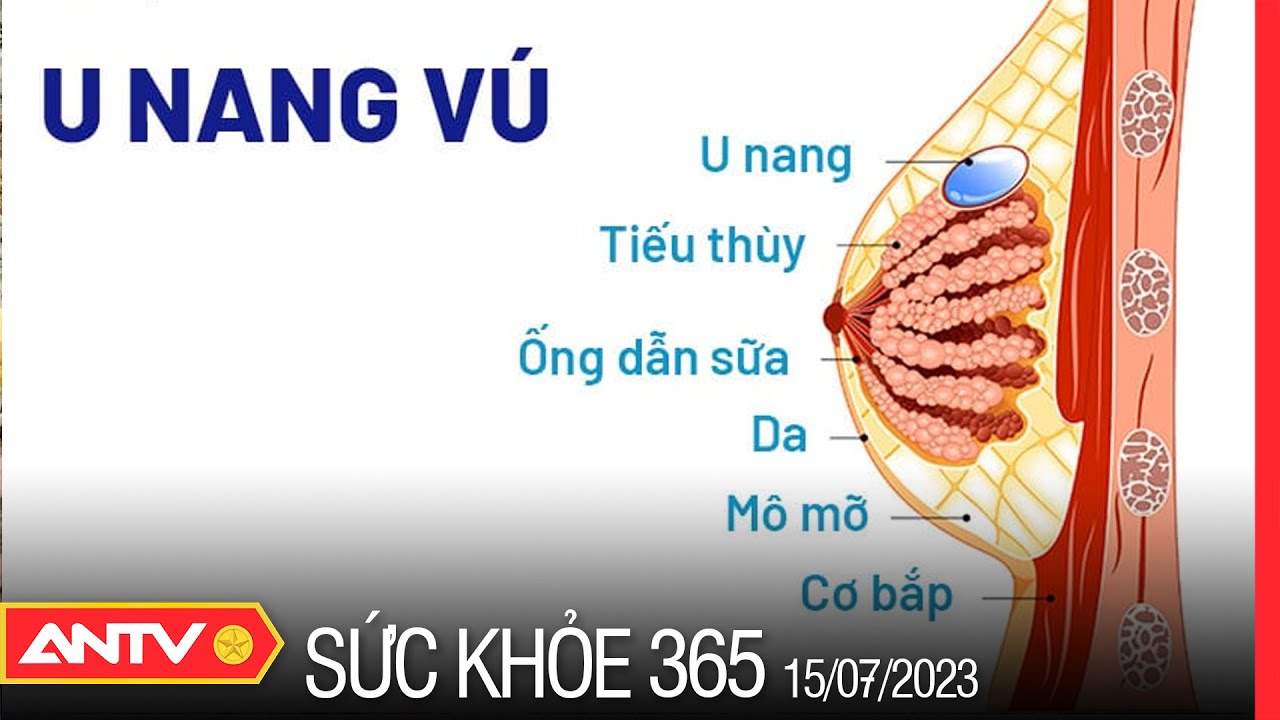 U NANG VÚ
U nang
Tiếu thùy
Ống dẫn sữa
Da
Mô mỡ
Cơ bắp
ANTV
SỨC KHỎE 365 15/07/2023